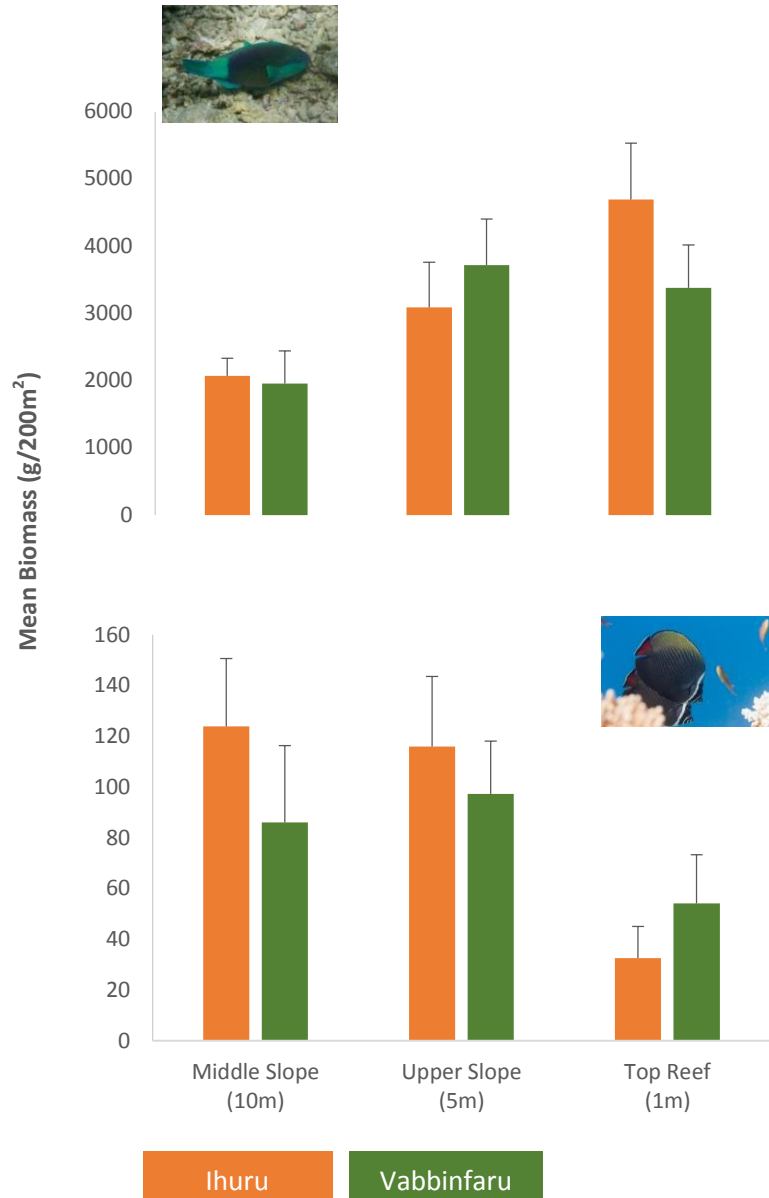 6000
5000
4000
3000
2000
1000
0
Mean Biomass (g/200m²)
160
140
120
100
80
60
40
20
0
Middle Slope
(10m)
Upper Slope
(5m)
Top Reef
(1m)
Ihuru
Vabbinfaru